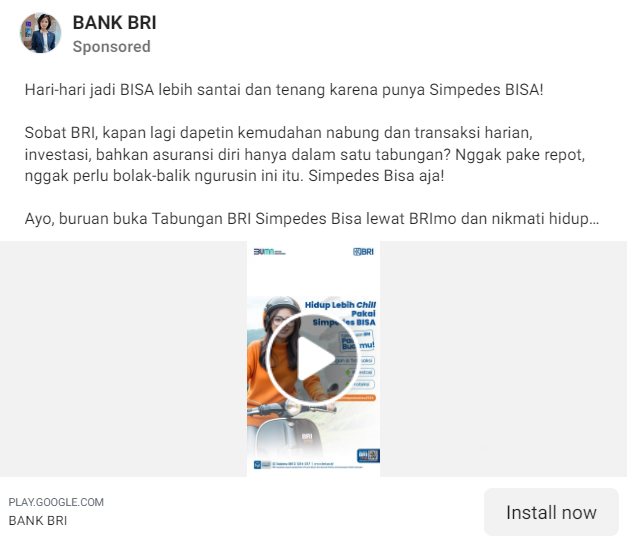 BANK BRI
Sponsored
Hari-hari jadi BISA lebih santai dan tenang karena punya Simpedes BISA!
Sobat BRI, kapan lagi dapetin kemudahan nabung dan transaksi harian,
investasi, bahkan asuransi diri hanya dalam satu tabungan? Nggak pake repot,
nggak perlu bolak-balik ngurusin ini itu. Simpedes Bisa aja!
Ayo, buruan buka Tabungan BRI Simpedes Bisa lewat BRImo dan nikmati hidup...
BUMN
BRI
Hidup Lebih Chill
Pakai
Simpedes BISA
BRI
PLAY.GOOGLE.COM
BANK BRI
Install now